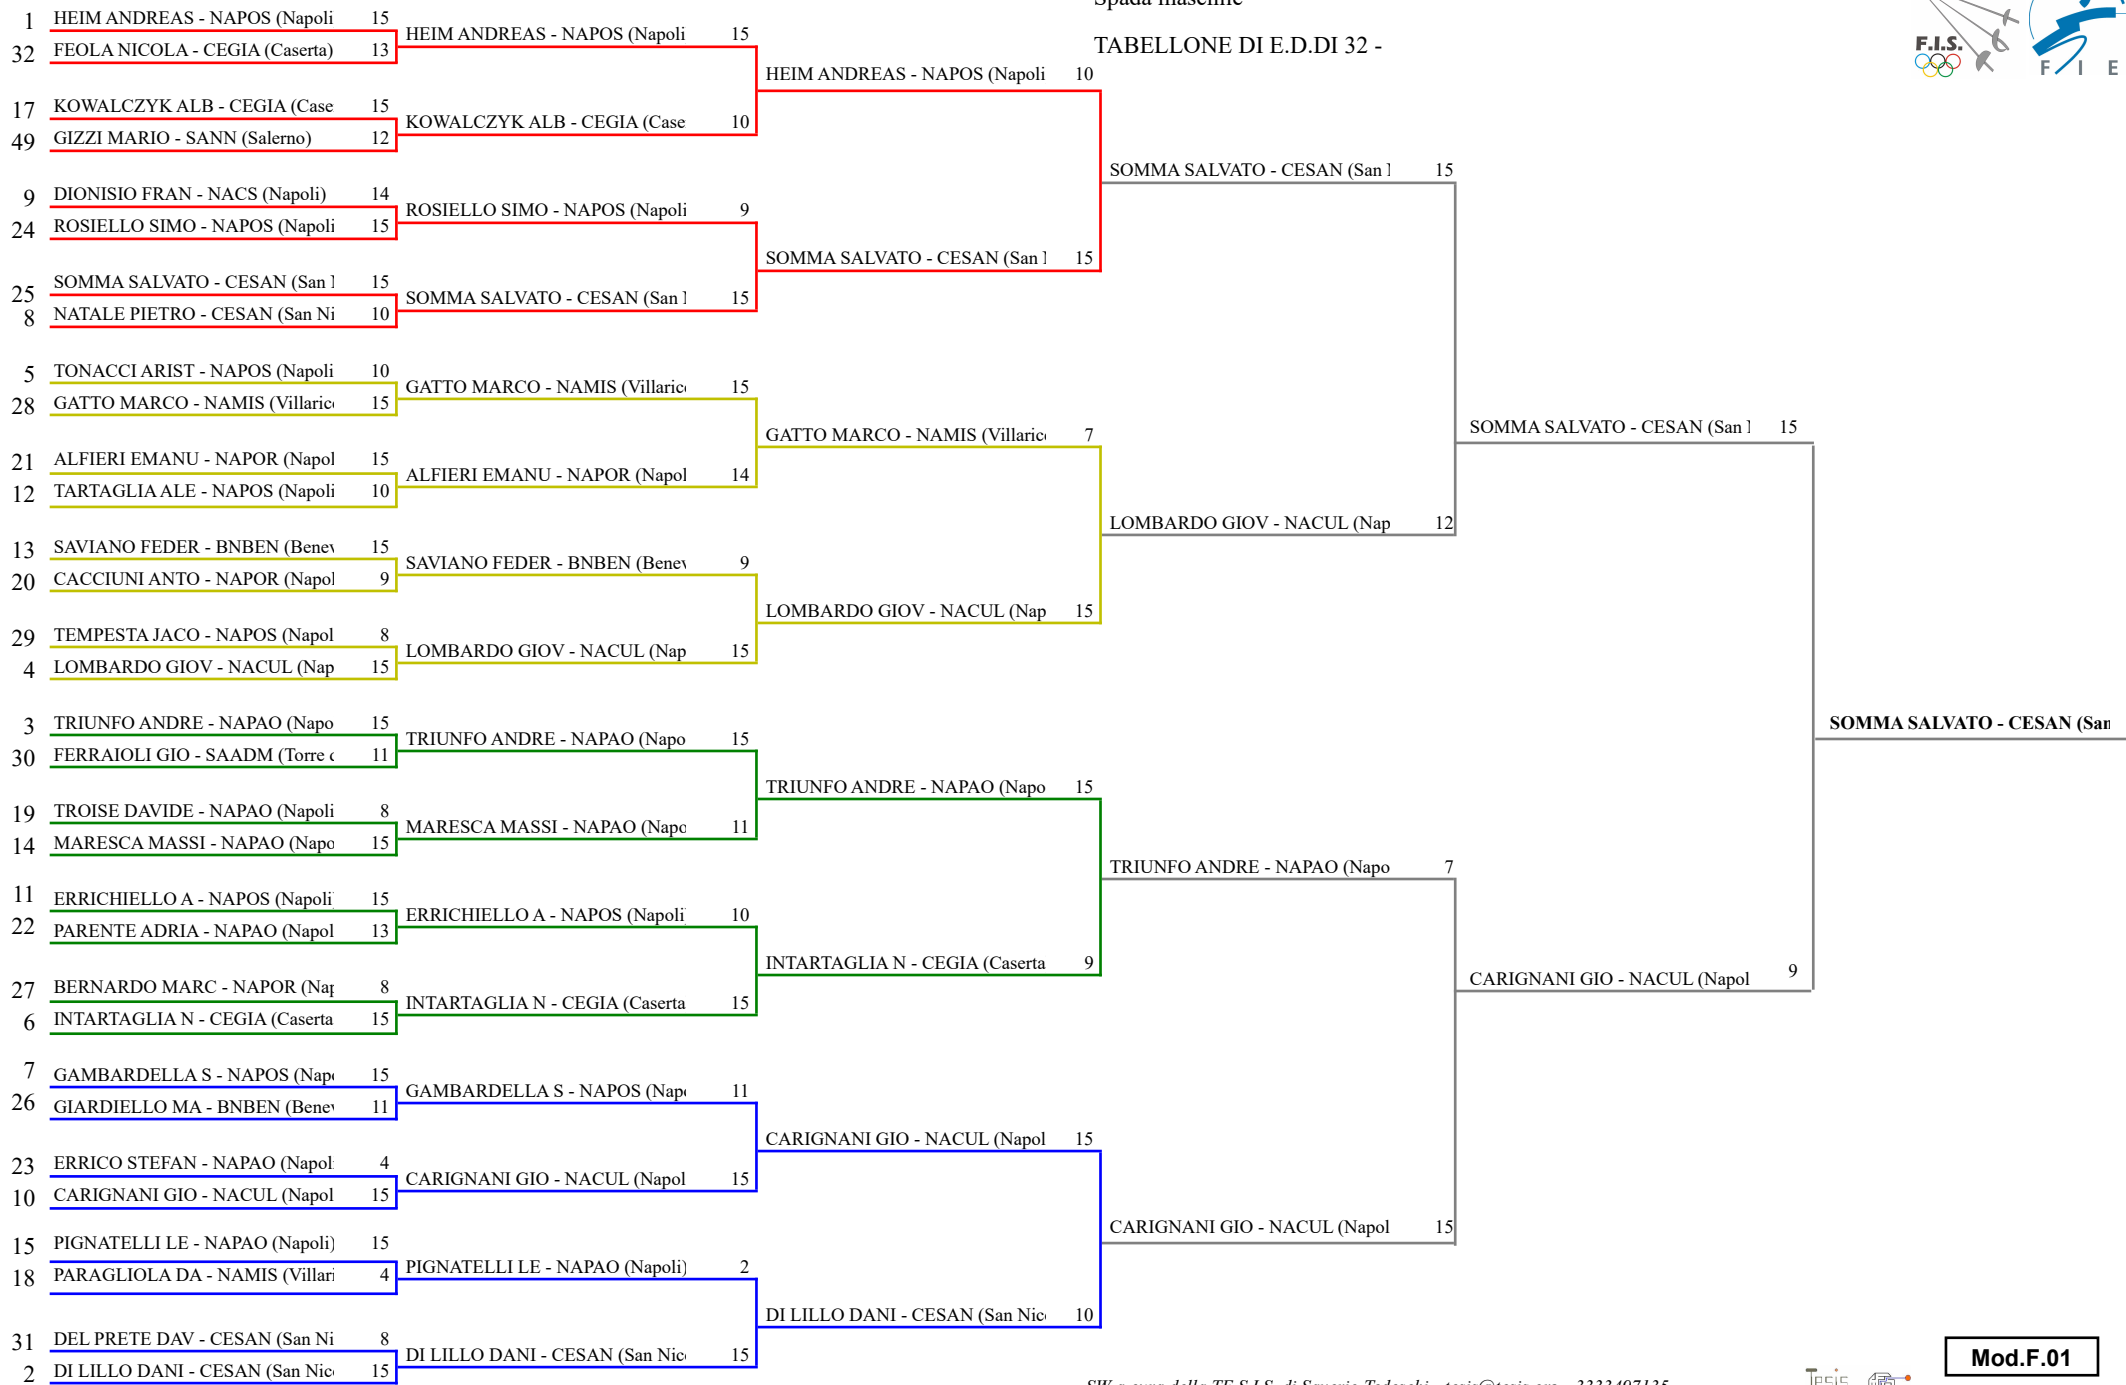 Spada maschile
TABELLONE DI E.D.DI 32 -
F.I.S.
F I E
1 HEIM ANDREAS - NAPOS (Napoli 15
32 FEOLA NICOLA - CEGIA (Caserta) 13
17 KOWALCZYK ALB - CEGIA (Case 15
49 GIZZI MARIO - SANN (Salerno) 12
9 DIONISIO FRAN - NACS (Napoli) 14
24 ROSIELLO SIMO - NAPOS (Napoli 15
25 SOMMA SALVATO - CESAN (San 15
8 NATALE PIETRO - CESAN (San Ni 10
5 TONACCI ARIST - NAPOS (Napoli 10
28 GATTO MARCO - NAMIS (Villaric 15
21 ALFIERI EMANU - NAPOR (Napol 15
12 TARTAGLIA ALE - NAPOS (Napoli 10
13 SAVIANO FEDER - BNBEN (Benev 15
20 CACCIUNI ANTO - NAPOR (Napol 9
29 TEMPESTA JACO - NAPOS (Napol 8
4 LOMBARDO GIOV - NACUL (Nap 15
3 TRIUNFO ANDRE - NAPAO (Napo 15
30 FERRAIOLI GIO - SAADM (Torre 11
19 TROISE DAVIDE - NAPAO (Napoli 8
14 MARESCA MASSI - NAPAO (Napo 15
11 ERRICHIELLO A - NAPOS (Napoli 15
22 PARENTE ADRIA - NAPAO (Napol 13
27 BERNARDO MARC - NAPOR (Nap 8
6 INTARTAGLIA N - CEGIA (Caserta 15
7 GAMBARDELLA S - NAPOS (Nap 15
26 GIARDIELLO MA - BNBEN (Benev 11
23 ERRICO STEFAN - NAPAO (Napol 4
10 CARIGNANI GIO - NACUL (Napol 15
15 PIGNATELLI LE - NAPAO (Napoli) 15
18 PARAGLIOLA DA - NAMIS (Villari 4
31 DEL PRETE DAV - CESAN (San Ni 8
2 DI LILLO DANI - CESAN (San Nic 15
HEIM ANDREAS - NAPOS (Napoli 15
KOWALCZYK ALB - CEGIA (Case 10
ROSIELLO SIMO - NAPOS (Napoli 9
SOMMA SALVATO - CESAN (San 15
GATTO MARCO - NAMIS (Villaric 15
ALFIERI EMANU - NAPOR (Napol 14
SAVIANO FEDER - BNBEN (Benev 9
LOMBARDO GIOV - NACUL (Nap 15
TRIUNFO ANDRE - NAPAO (Napo 15
MARESCA MASSI - NAPAO (Napo 11
ERRICHIELLO A - NAPOS (Napoli 10
INTARTAGLIA N - CEGIA (Caserta 15
GAMBARDELLA S - NAPOS (Nap 11
CARIGNANI GIO - NACUL (Napol 15
PIGNATELLI LE - NAPAO (Napoli) 2
DI LILLO DANI - CESAN (San Nic 15
HEIM ANDREAS - NAPOS (Napoli 10
SOMMA SALVATO - CESAN (San 15
GATTO MARCO - NAMIS (Villaric 7
LOMBARDO GIOV - NACUL (Nap 15
TRIUNFO ANDRE - NAPAO (Napo 15
INTARTAGLIA N - CEGIA (Caserta 9
CARIGNANI GIO - NACUL (Napol 15
DI LILLO DANI - CESAN (San Nic 10
SOMMA SALVATO - CESAN (San 15
LOMBARDO GIOV - NACUL (Nap 12
TRIUNFO ANDRE - NAPAO (Napo 7
CARIGNANI GIO - NACUL (Napol 15
SOMMA SALVATO - CESAN (San 15
CARIGNANI GIO - NACUL (Napol 9
SOMMA SALVATO - CESAN (San
SW a cura della TE.S.I.S. di Saverio Tedeschi - tesis@tesis.org - 3333497135
Tesis
Mod.F.01